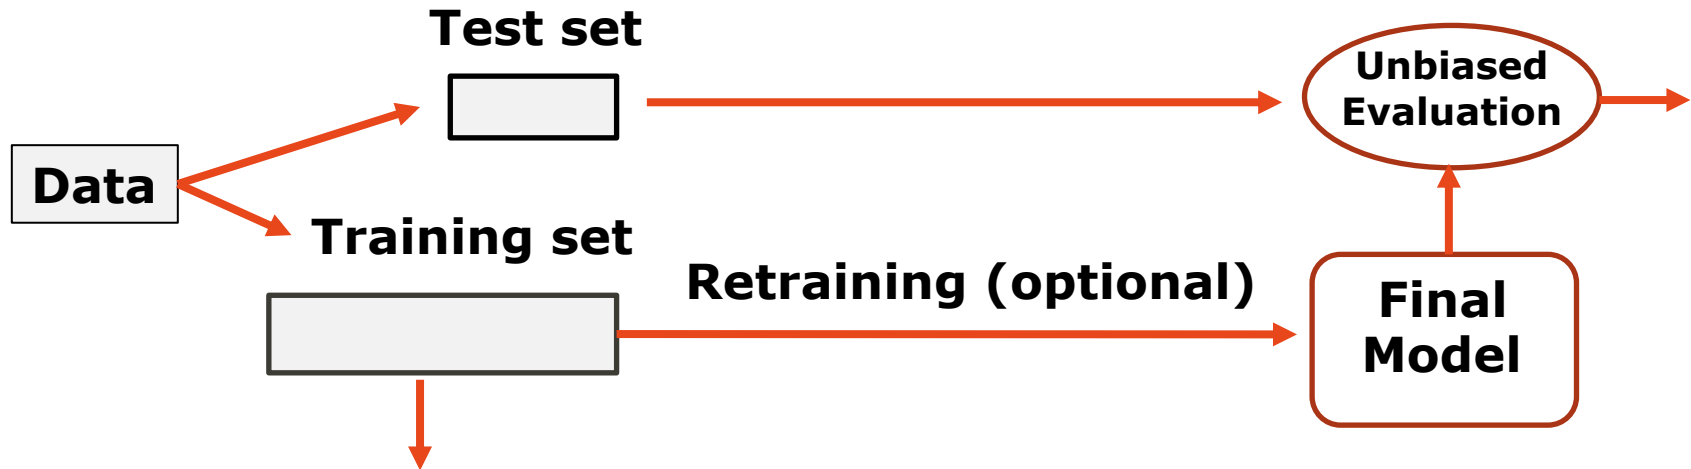 Test set
Unbiased
Evaluation
Data
Training set
Retraining (optional)
Final
Model